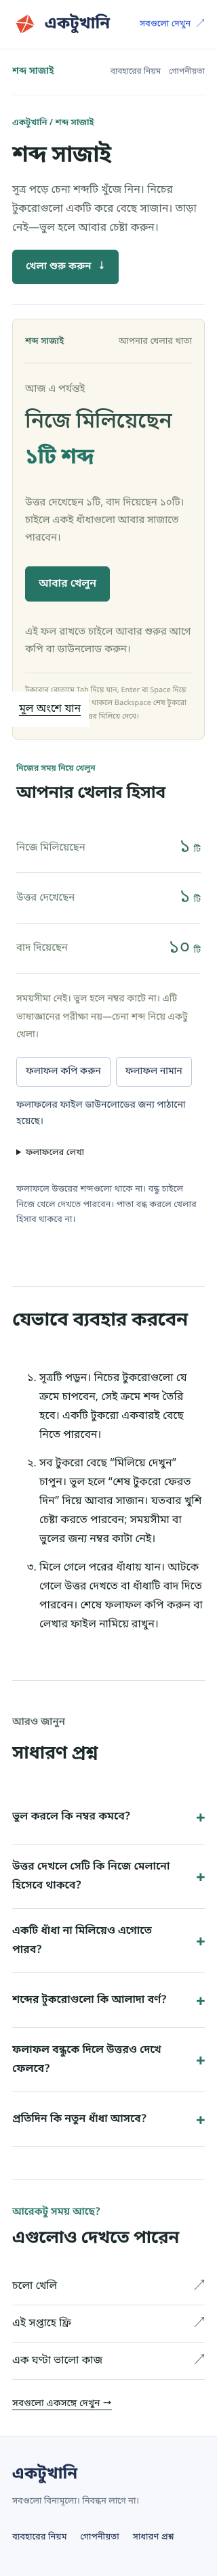 একটুখানি
সবগুলো দেখুন ↗
শব্দ সাজাই
ব্যবহারের নিয়ম গোপনীয়তা
একটুখানি / শব্দ সাজাই
শব্দ সাজাই
সূত্র পড়ে চেনা শব্দটি খুঁজে নিন। নিচের
টুকরোগুলো একটি করে বেছে সাজান। তাড়া
নেই—ভুল হলে আবার চেষ্টা করুন।
খেলা শুরু করুন ↓
শব্দ সাজাই
আপনার খেলার খাতা
আজ এ পর্যন্তই
নিজে মিলিয়েছেন
১টি শব্দ
উত্তর দেখেছেন ১টি, বাদ দিয়েছেন ১০টি।
চাইলে একই ধাঁধাগুলো আবার সাজাতে
পারবেন।
আবার খেলুন
এই ফল রাখতে চাইলে আবার শুরুর আগে
কপি বা ডাউনলোড করুন।
টুকরোর বোতামে Tab দিয়ে যান, Enter বা Space দিয়ে
থাকলে Backspace শেষ টুকরো
মূল অংশে যান
মিলিয়ে দেখে।
নিজের সময় নিয়ে খেলুন
আপনার খেলার হিসাব
নিজে মিলিয়েছেন
১ টি
উত্তর দেখেছেন
১ টি
বাদ দিয়েছেন
১০ টি
সময়সীমা নেই। ভুল হলে নম্বর কাটে না। এটি
ভাষাজ্ঞানের পরীক্ষা নয়—চেনা শব্দ নিয়ে একটু
খেলা।
ফলাফল কপি করুন
ফলাফল নামান
ফলাফলের ফাইল ডাউনলোডের জন্য পাঠানো
হয়েছে।
▶ ফলাফলের লেখা
ফলাফলে উত্তরের শব্দগুলো থাকে না। বন্ধু চাইলে
নিজে খেলে দেখতে পারবেন। পাতা বন্ধ করলে খেলার
হিসাব থাকবে না।
যেভাবে ব্যবহার করবেন
১. সূত্রটি পড়ুন। নিচের টুকরোগুলো যে
ক্রমে চাপবেন, সেই ক্রমে শব্দ তৈরি
হবে। একটি টুকরো একবারই বেছে
নিতে পারবেন।
২. সব টুকরো বেছে “মিলিয়ে দেখুন”
চাপুন। ভুল হলে “শেষ টুকরো ফেরত
দিন” দিয়ে আবার সাজান। যতবার খুশি
চেষ্টা করতে পারবেন; সময়সীমা বা
ভুলের জন্য নম্বর কাটা নেই।
৩. মিলে গেলে পরের ধাঁধায় যান। আটকে
গেলে উত্তর দেখতে বা ধাঁধাটি বাদ দিতে
পারবেন। শেষে ফলাফল কপি করুন বা
লেখার ফাইল নামিয়ে রাখুন।
আরও জানুন
সাধারণ প্রশ্ন
ভুল করলে কি নম্বর কমবে? +
উত্তর দেখলে সেটি কি নিজে মেলানো
হিসেবে থাকবে? +
একটি ধাঁধা না মিলিয়েও এগোতে
পারব? +
শব্দের টুকরোগুলো কি আলাদা বর্ণ? +
ফলাফল বন্ধুকে দিলে উত্তরও দেখে
ফেলবে? +
প্রতিদিন কি নতুন ধাঁধা আসবে? +
আরেকটু সময় আছে?
এগুলোও দেখতে পারেন
চলো খেলি ↗
এই সপ্তাহে ফ্রি ↗
এক ঘণ্টা ভালো কাজ ↗
সবগুলো একসঙ্গে দেখুন →
একটুখানি
সবগুলো বিনামূল্যে। নিবন্ধন লাগে না।
ব্যবহারের নিয়ম গোপনীয়তা সাধারণ প্রশ্ন